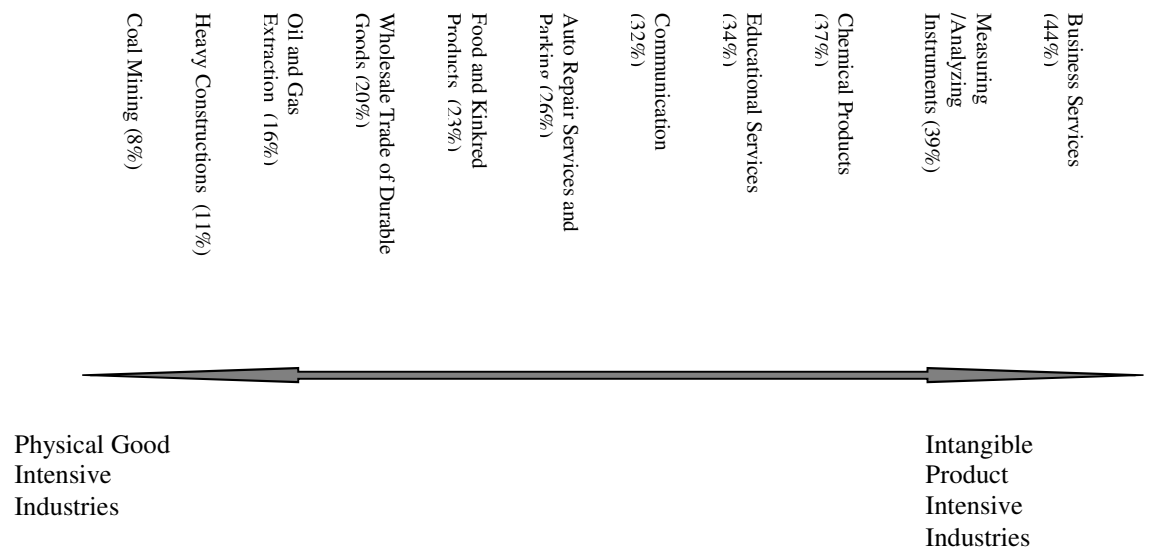 Coal Mining (8%)
Heavy Constructions (11%)
Oil and Gas
Extraction (16%)
Wholesale Trade of Durable
Goods (20%)
Food and Kinkred
Products (23%)
Auto Repair Services and
Parking (26%)
Communication
(32%)
Educational Services
(34%)
Chemical Products
(37%)
Measuring
/Analyzing
Instruments (39%)
Business Services
(44%)
Physical Good
Intensive
Industries
Intangible
Product
Intensive
Industries